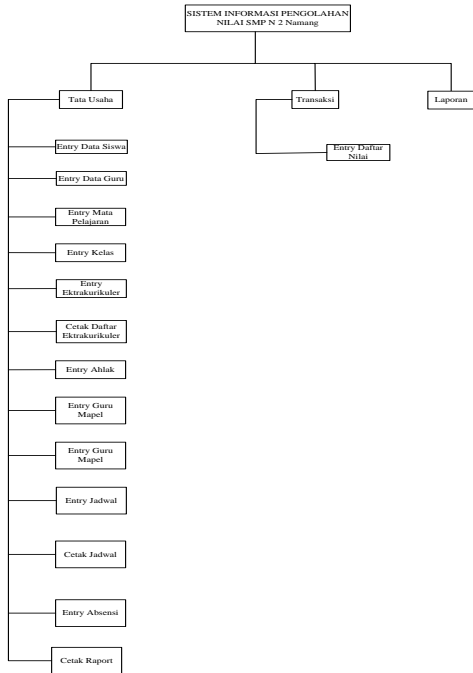 SISTEM INFORMASI PENGOLAHAN
NILAI SMP N 2 Namang
Tata Usaha
Transaksi
Laporan
Entry Data Siswa
Entry Daftar
Nilai
Entry Data Guru
Entry Mata
Pelajaran
Entry Kelas
Entry
Ektrakurikuler
Cetak Daftar
Ektrakurikuler
Entry Ahlak
Entry Guru
Mapel
Entry Guru
Mapel
Entry Jadwal
Cetak Jadwal
Entry Absensi
Cetak Raport